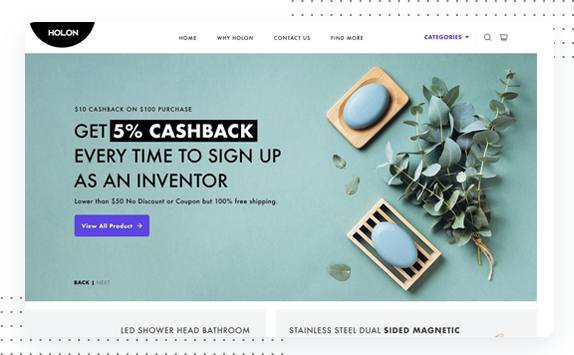 HOLON
HOME WHY HOLON CONTACT US FIND MORE CATEGORIES
$10 CASHBACK ON $100 PURCHASE
GET 5% CASHBACK
EVERY TIME TO SIGN UP
AS AN INVENTOR
Lower than $50 No Discount or Coupon but 100% free shipping.
View All Product →
BACK | NEXT
LED SHOWER HEAD BATHROOM
STAINLESS STEEL DUAL SIDED MAGNETIC